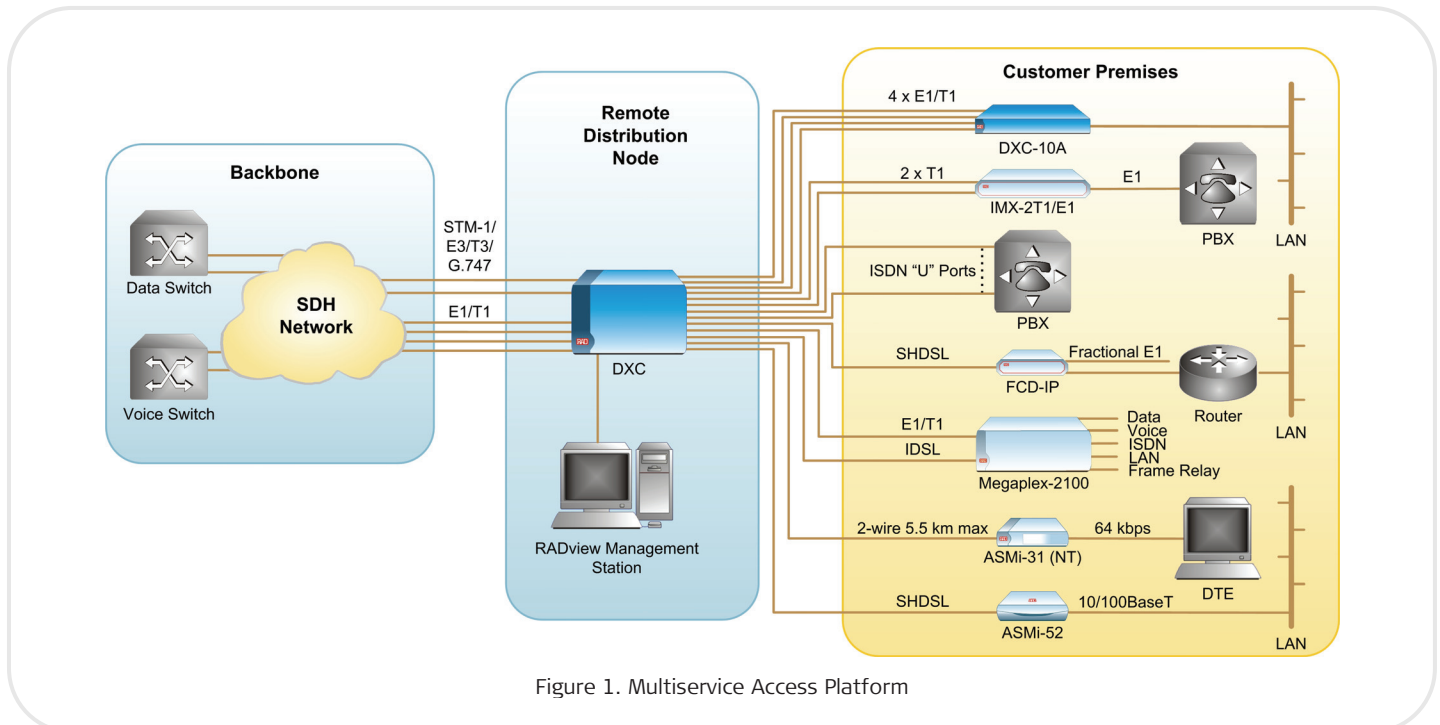 Backbone
Data Switch
Voice Switch
SDH
Network
STM-1/
E3/T3/
G.747
E1/T1
Remote
Distribution
Node
RAD
DXC
RADview Management
Station
Customer Premises
4 x E1/T1
DXC-10A
2 x T1
IMX-2T1/E1
E1
PBX
LAN
ISDN “U” Ports
PBX
SHDSL
FCD-IP
Fractional E1
Router
LAN
E1/T1
IDSL
Megaplex-2100
Data
Voice
ISDN
LAN
Frame Relay
2-wire 5.5 km max
ASMi-31 (NT)
64 kbps
DTE
SHDSL
ASMi-52
10/100BaseT
LAN
Figure 1. Multiservice Access Platform